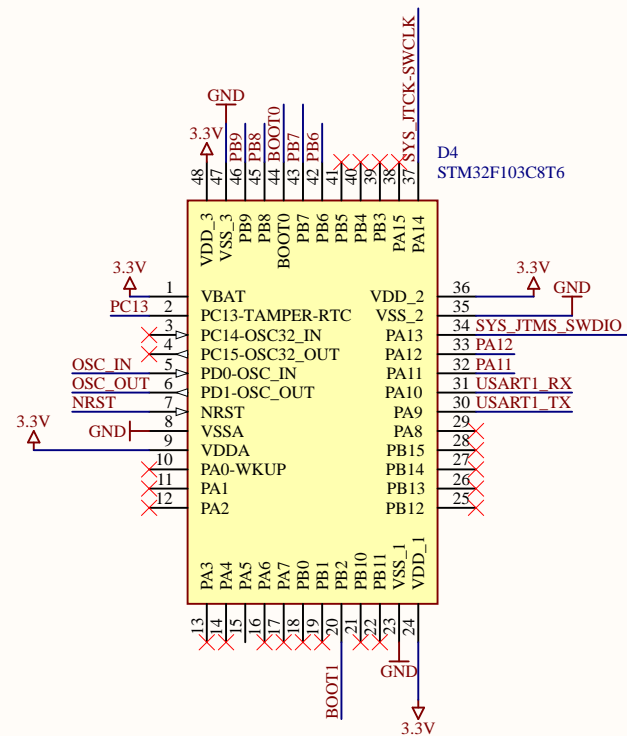 D4
STM32F103C8T6
GND
3.3V
48
47
46
PB9
45
PB8
44
BOOT0
43
PB7
42
PB6
41
40
39
38
37
SYS_JTCK-SWCLK
VDD_3
VSS_3
PB9
PB8
BOOT0
PB7
PB6
PB5
PB4
PB3
PA15
PA14
3.3V
1 VBAT
PC13 2 PC13-TAMPER-RTC
3 PC14-OSC32_IN
4 PC15-OSC32_OUT
OSC_IN 5 PD0-OSC_IN
OSC_OUT 6 PD1-OSC_OUT
NRST 7 NRST
GND 8 VSSA
3.3V
9 VDDA
10 PA0-WKUP
11 PA1
12 PA2
3.3V
VDD_2 36
GND
VSS_2 35
PA13 34 SYS_JTMS_SWDIO
PA12 33 PA12
PA11 32 PA11
PA10 31 USART1_RX
PA9 30 USART1_TX
PA8 29
PB15 28
PB14 27
PB13 26
PB12 25
PA3
PA4
PA5
PA6
PA7
PB0
PB1
PB2
PB10
PB11
VSS_1
VDD_1
13
14
15
16
17
18
19
20
21
22
23
24
BOOT1
GND
3.3V